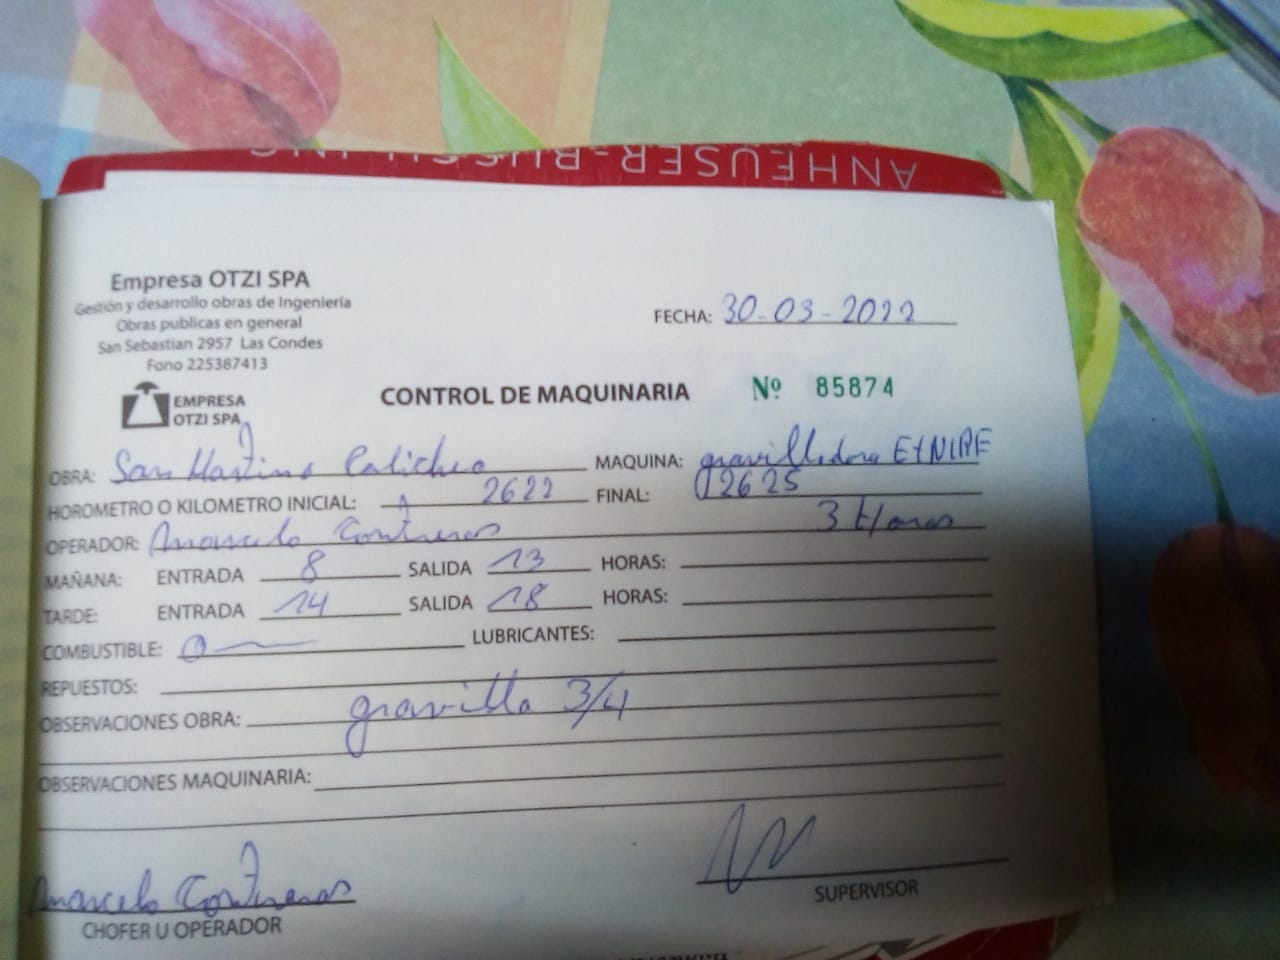 ANHEUSER-BUSCH INC
Empresa OTZI SPA
Gestión y desarrollo obras de Ingeniería
Obras publicas en general
San Sebastian 2957 Las Condes
Fono 225387413
EMPRESA
OTZI SPA
FECHA: 30-03-2022
CONTROL DE MAQUINARIA Nº 85874
OBRA: San Martino Calicheo MAQUINA: gravilladora
HOROMETRO O KILOMETRO INICIAL: 2622 FINAL: 2625
OPERADOR: Marcelo Contreras 3 Horas
MAÑANA: ENTRADA 8 SALIDA 13 HORAS:
TARDE: ENTRADA 14 SALIDA 18 HORAS:
COMBUSTIBLE: 0 LUBRICANTES:
REPUESTOS:
OBSERVACIONES OBRA: gravilla 3/4
OBSERVACIONES MAQUINARIA:
Marcelo Contreras
CHOFER U OPERADOR
SUPERVISOR